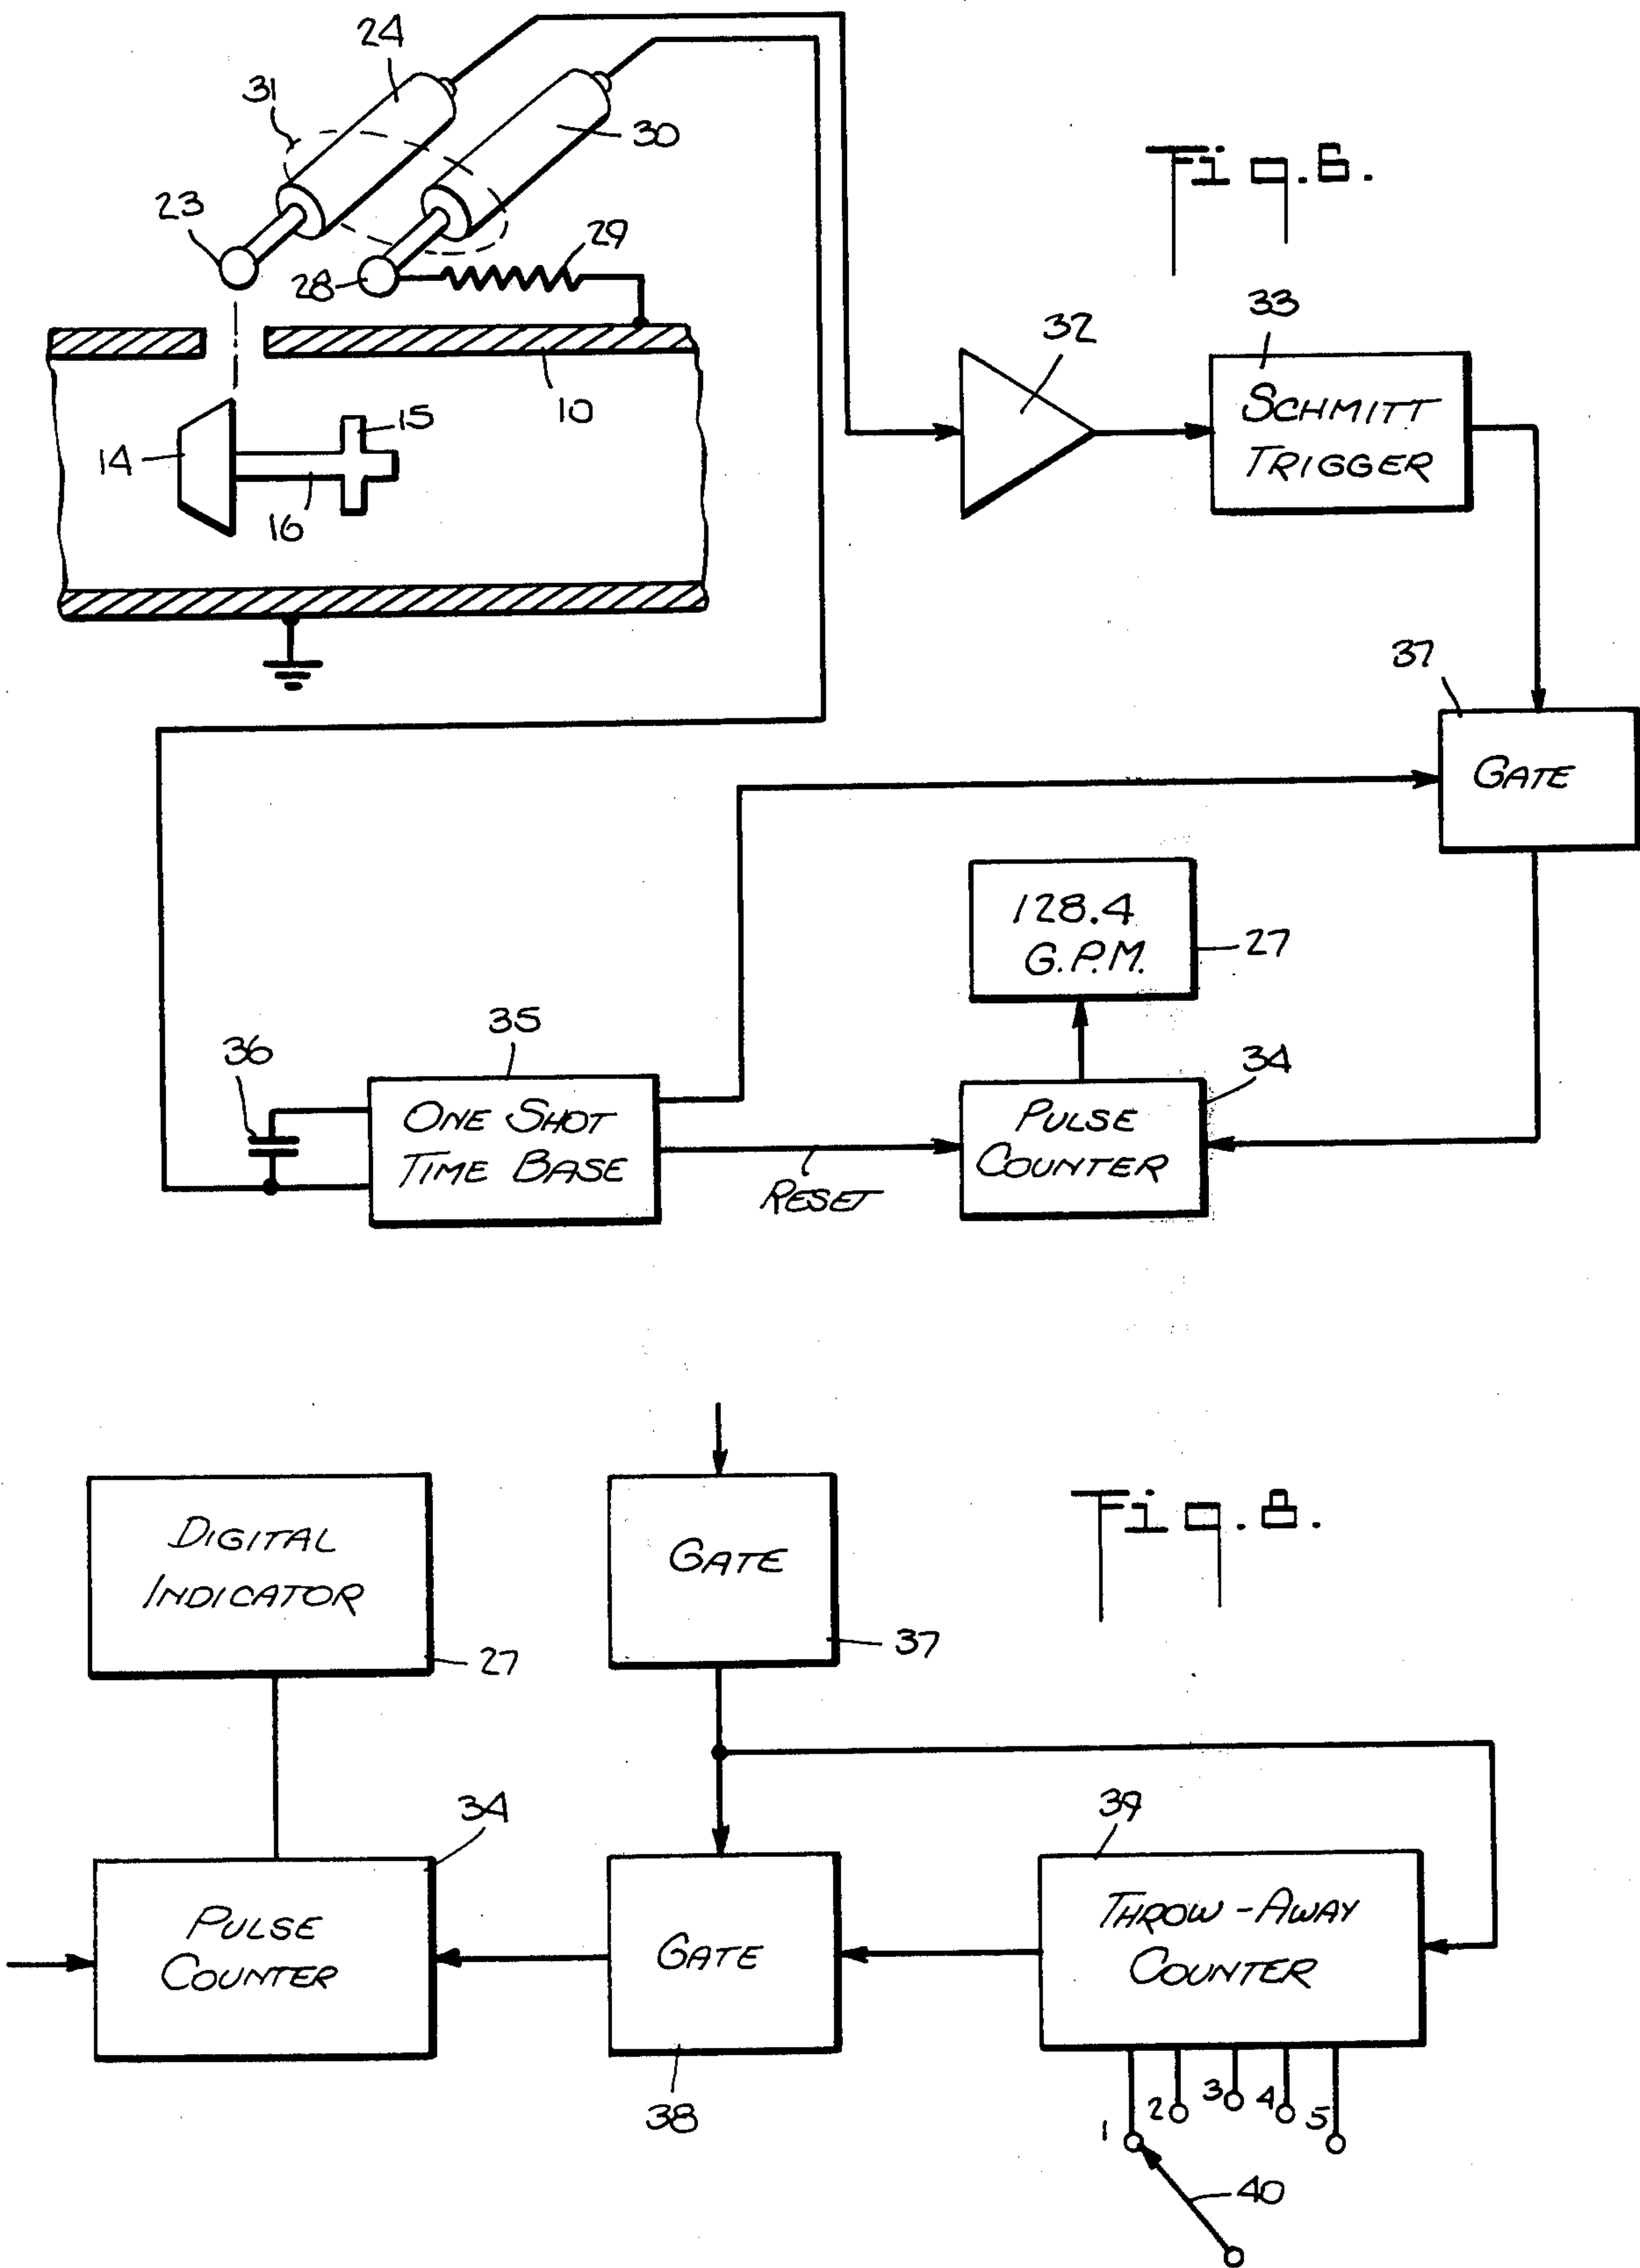 24
31
30
Fig. 6.
23
29
28
33
32
SCHMITT
TRIGGER
10
15
14
16
37
GATE
128.4
G.P.M.
27
35
36
34
ONE SHOT
TIME BASE
PULSE
COUNTER
RESET
Fig. 8.
DIGITAL
INDICATOR
GATE
37
27
34
39
THROW-AWAY
COUNTER
PULSE
COUNTER
GATE
38
1 2 3 4 5
40